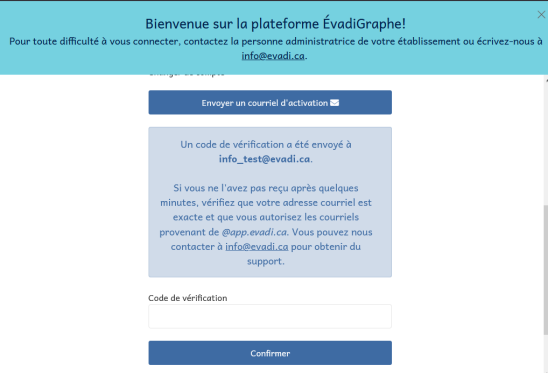 Bienvenue sur la plateforme ÉvadiGraphe!
Pour toute difficulté à vous connecter, contactez la personne administratrice de votre établissement ou écrivez-nous à
info@evadi.ca.
Envoyer un courriel d'activation
Un code de vérification a été envoyé à
info_test@evadi.ca.
Si vous ne l'avez pas reçu après quelques
minutes, vérifiez que votre adresse courriel est
exacte et que vous autorisez les courriels
provenant de @app.evadi.ca. Vous pouvez nous
contacter à info@evadi.ca pour obtenir du
support.
Code de vérification
Confirmer